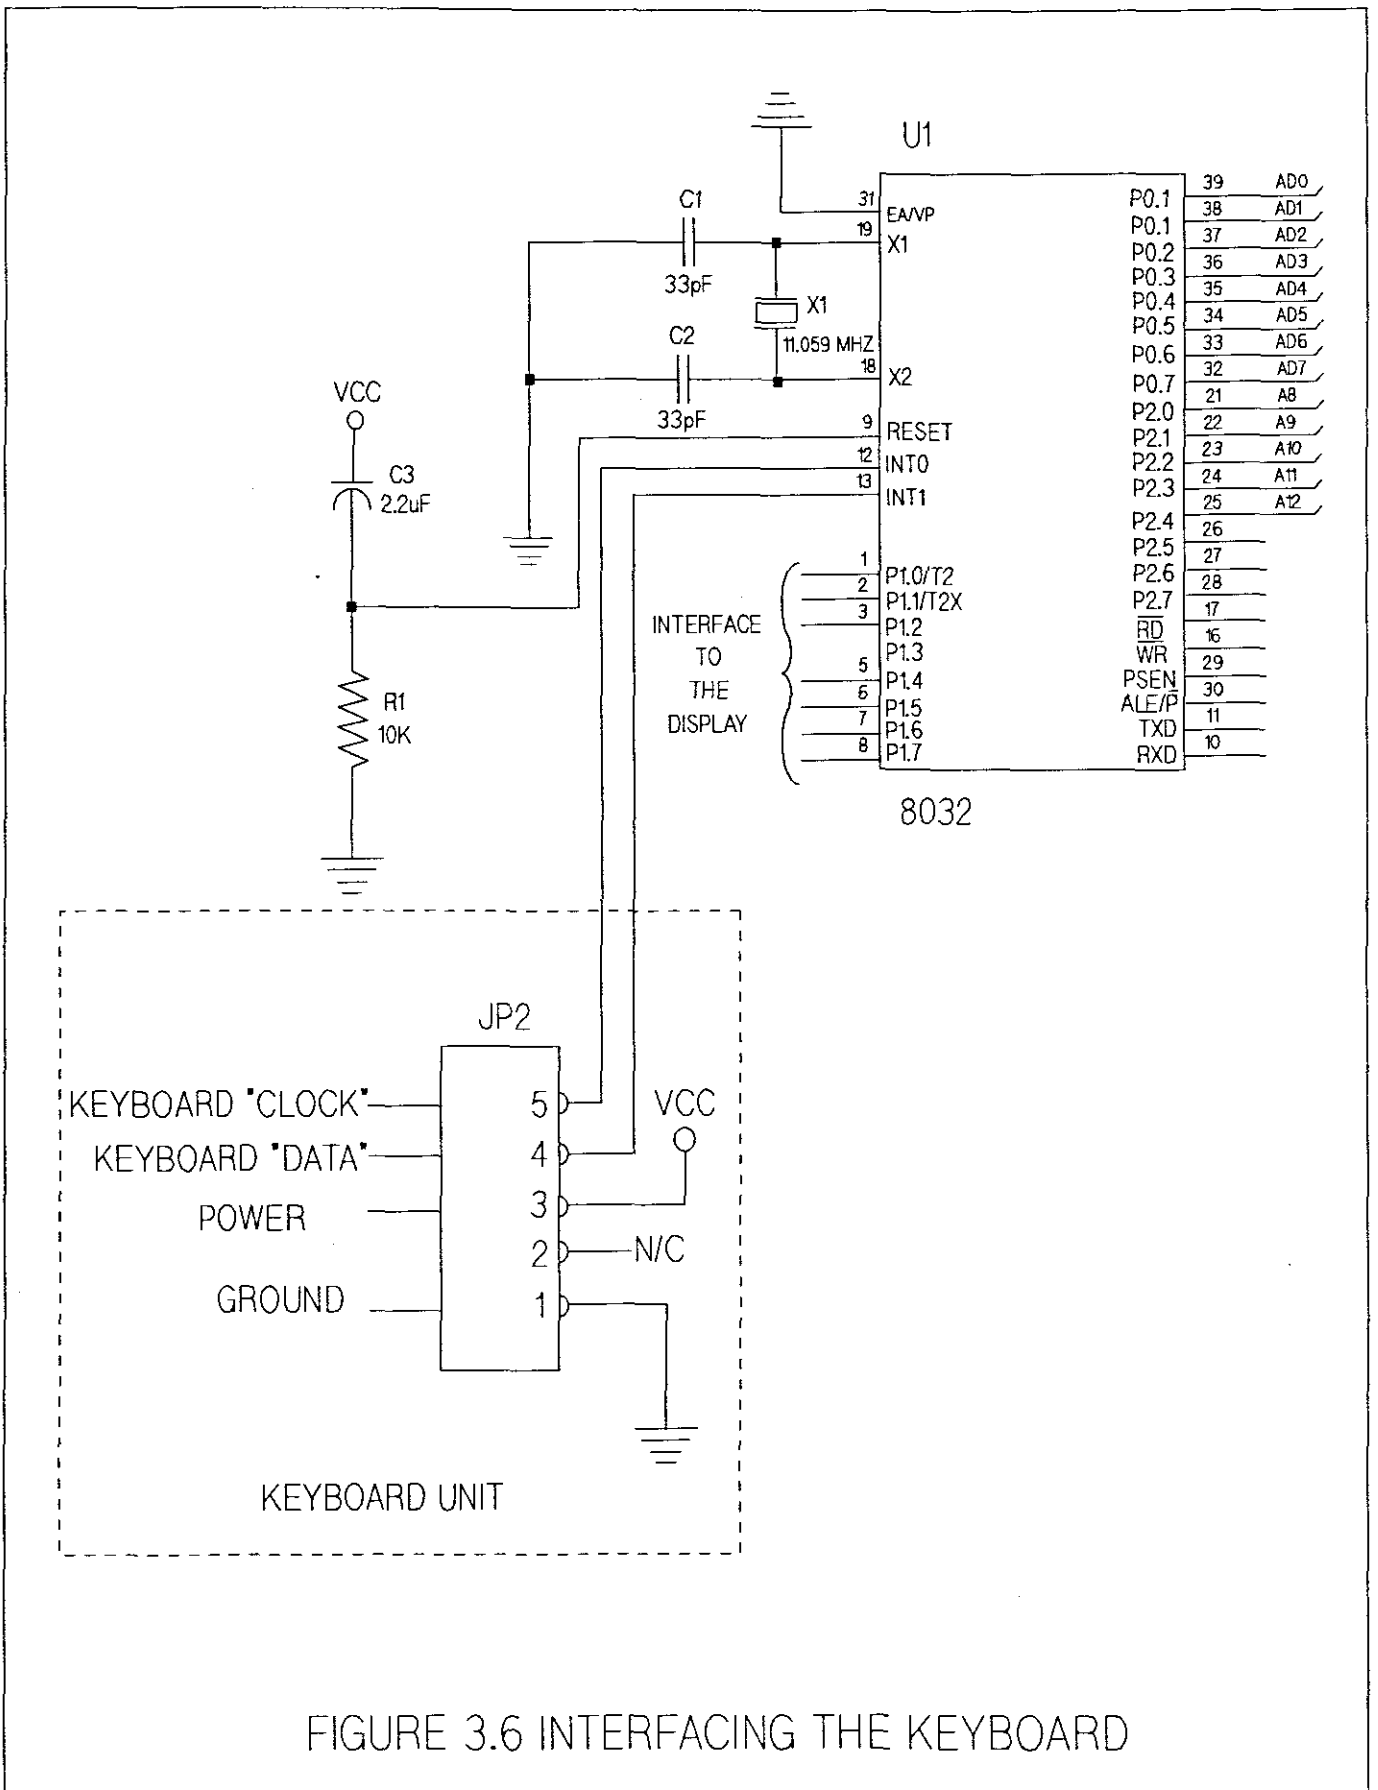 U1
31
EA/VP
19
X1
C1
33pF
X1
11.059 MHZ
C2
33pF
18
X2
VCC
C3
2.2uF
9
RESET
12
INT0
13
INT1
R1
10K
INTERFACE
TO
THE
DISPLAY
1
P1.0/T2
2
P1.1/T2X
3
P1.2
P1.3
5
P1.4
6
P1.5
7
P1.6
8
P1.7
P0.1 39 AD0
P0.1 38 AD1
P0.2 37 AD2
P0.3 36 AD3
P0.4 35 AD4
P0.5 34 AD5
P0.6 33 AD6
P0.7 32 AD7
P2.0 21 A8
P2.1 22 A9
P2.2 23 A10
P2.3 24 A11
P2.4 25 A12
P2.5 26
P2.6 27
P2.7 28
RD 17
WR 16
PSEN 29
ALE/P 30
TXD 11
RXD 10
8032
JP2
KEYBOARD "CLOCK" 5
KEYBOARD "DATA" 4
VCC
POWER 3
2 N/C
GROUND 1
KEYBOARD UNIT
FIGURE 3.6 INTERFACING THE KEYBOARD